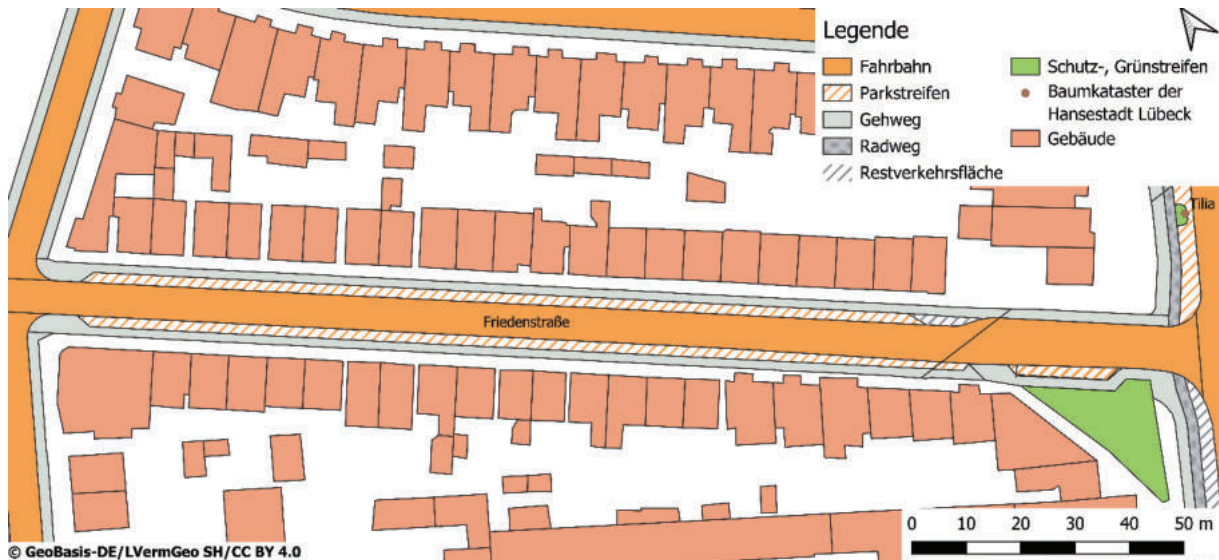 Legende
Fahrbahn
Parkstreifen
Gehweg
Radweg
Restverkehrsfläche
Schutz-, Grünstreifen
Baumkataster der
Hansestadt Lübeck
Gebäude
Tilia
Friedenstraße
0 10 20 30 40 50 m
© GeoBasis-DE/LVermGeo SH/CC BY 4.0